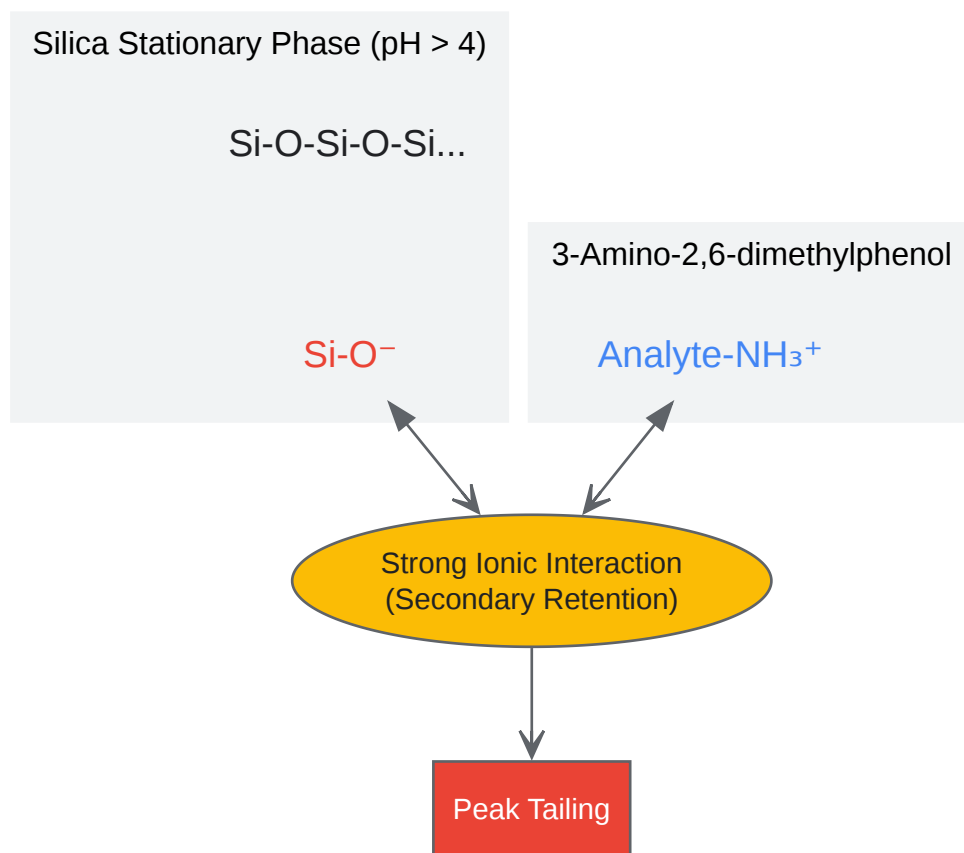 Silica Stationary Phase (pH > 4)
Si-O-Si-O-Si...
Si-O⁻
3-Amino-2,6-dimethylphenol
Analyte-NH₃⁺
Strong Ionic Interaction
(Secondary Retention)
Peak Tailing